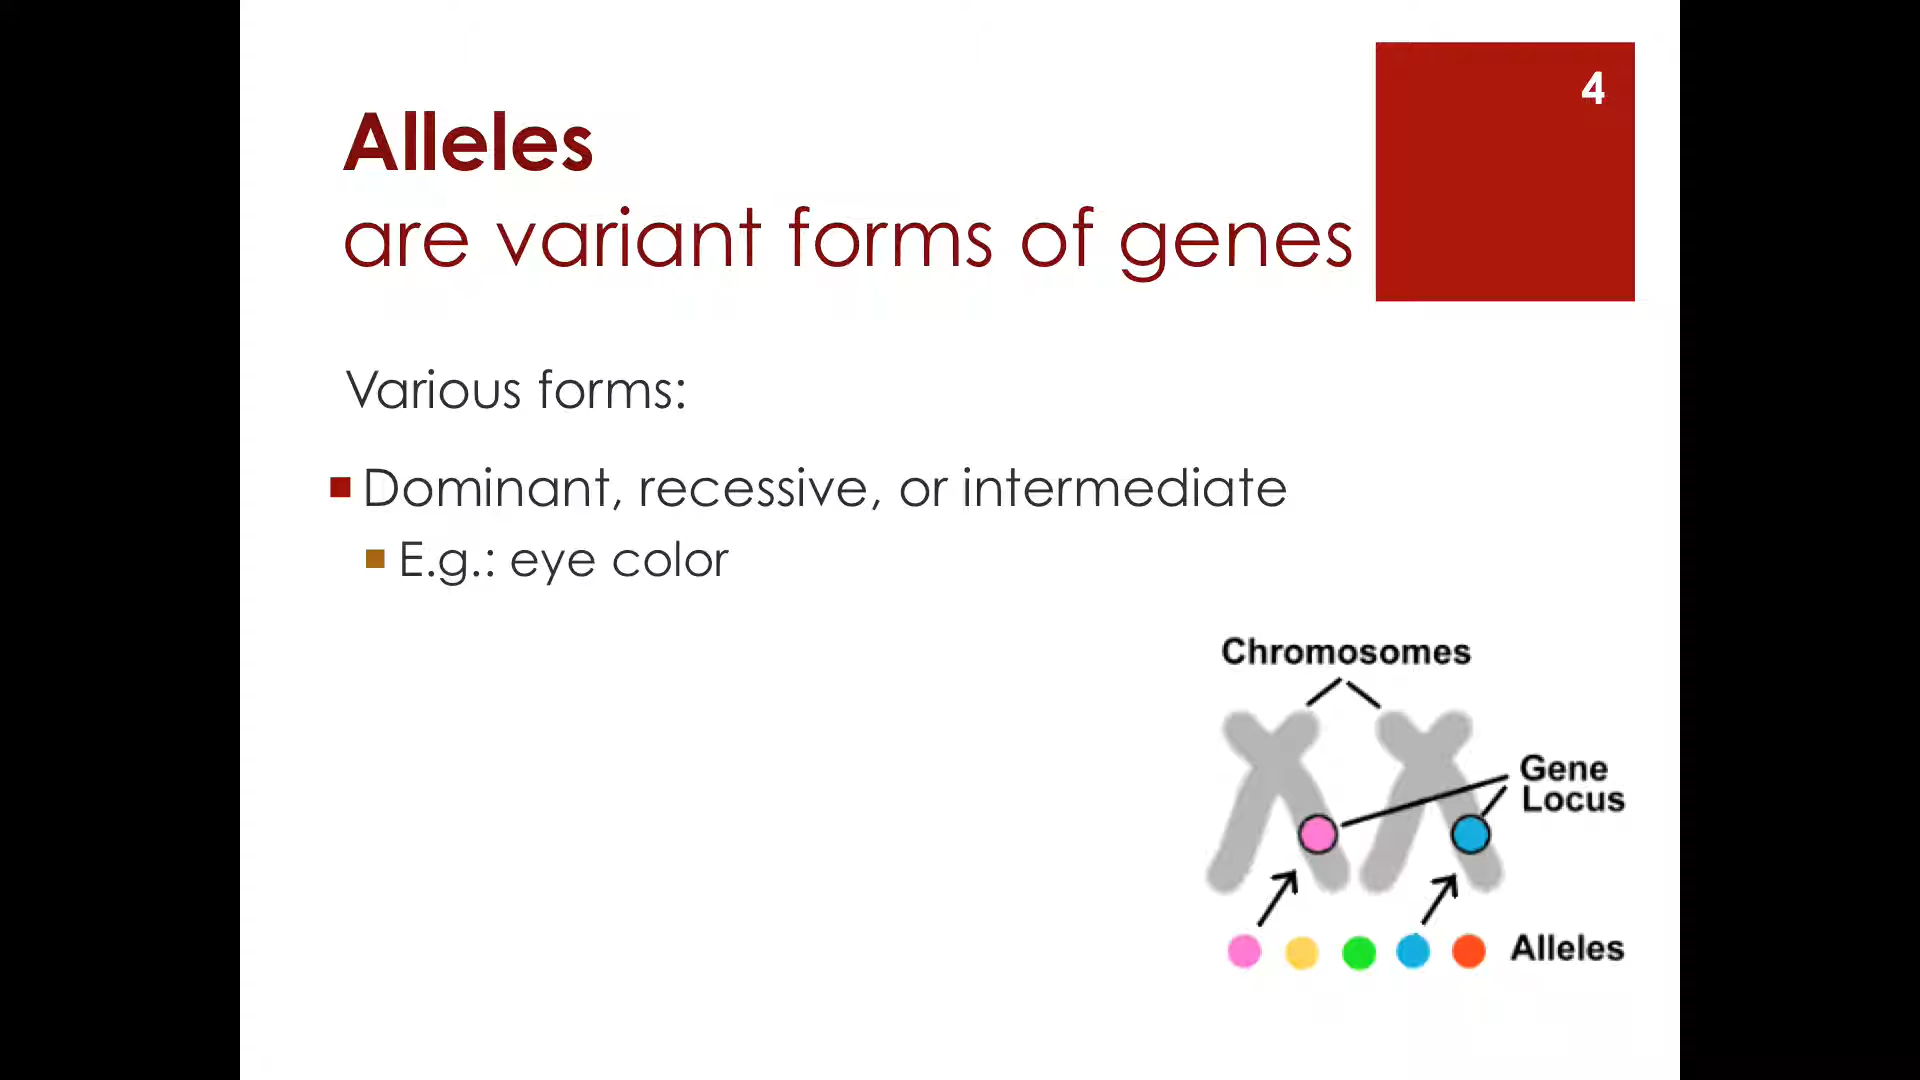 4
Alleles
are variant forms of genes
Various forms:
Dominant, recessive, or intermediate
E.g.: eye color
Chromosomes
Gene
Locus
Alleles